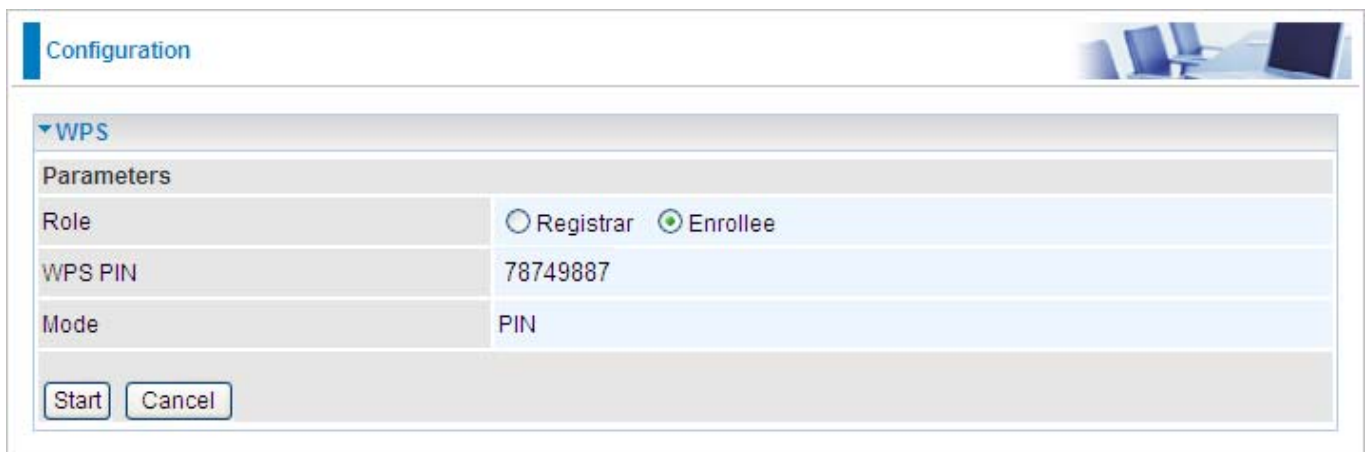 Configuration
WPS
Parameters
Role Registrar Enrollee
WPS PIN 78749887
Mode PIN
Start Cancel